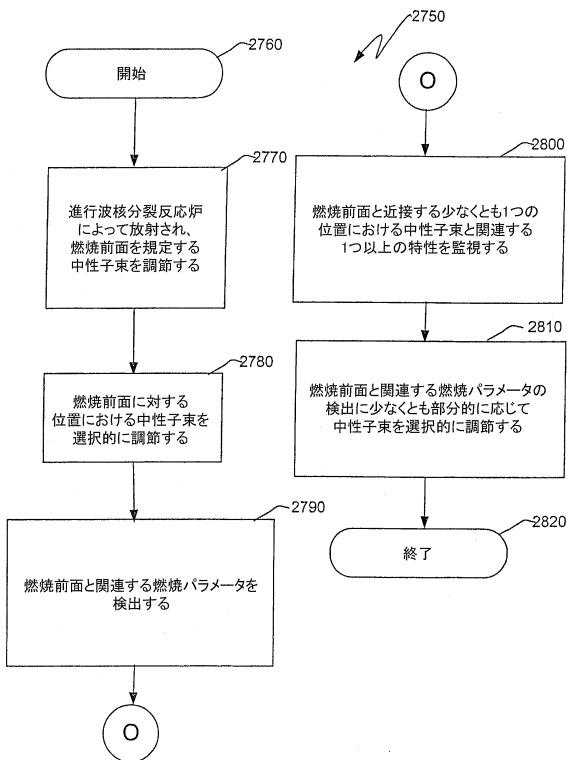 2750
2760
開始
2770
進行波核分裂反応炉
によって放射され、
燃焼前面を規定する
中性子束を調節する
2780
燃焼前面に対する
位置における中性子束を
選択的に調節する
2790
燃焼前面と関連する燃焼パラメータを
検出する
O
O
2800
燃焼前面と近接する少なくとも1つの
位置における中性子束と関連する
1つ以上の特性を監視する
2810
燃焼前面と関連する燃焼パラメータの
検出に少なくとも部分的に応じて
中性子束を選択的に調節する
2820
終了